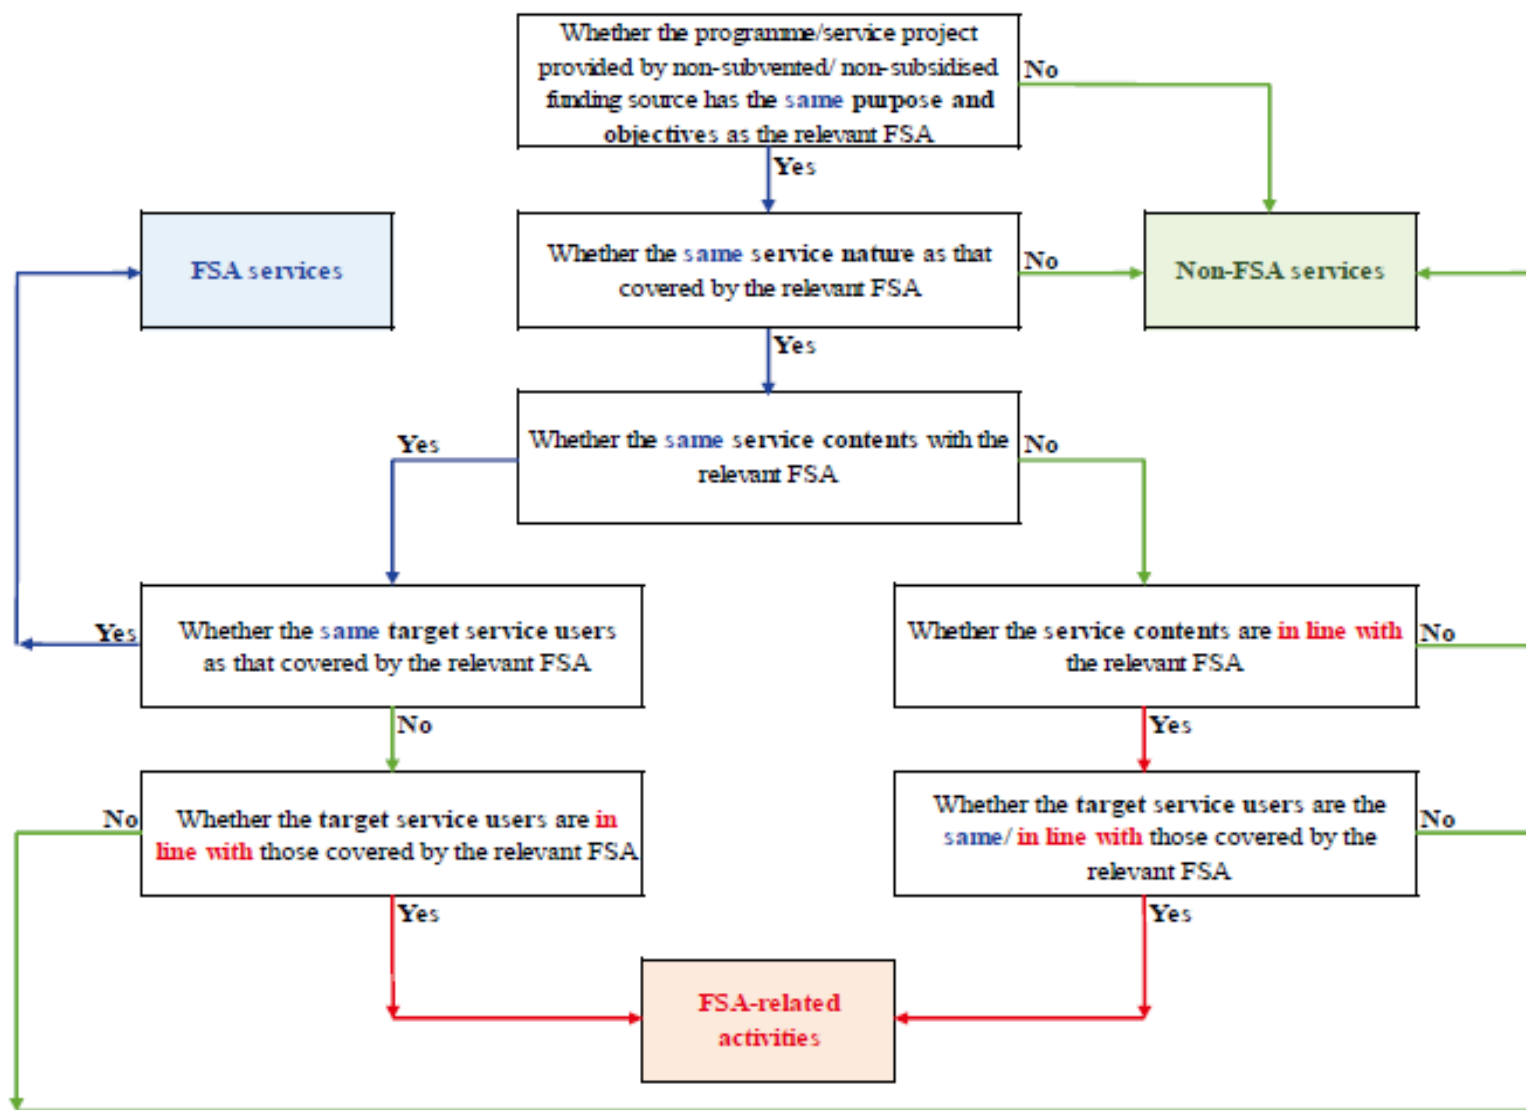 Whether the programme/service project
provided by non-subvented/ non-subsidised
funding source has the same purpose and
objectives as the relevant FSA
No
Yes
FSA services
Whether the same service nature as that
covered by the relevant FSA
No
Non-FSA services
Yes
Yes
Whether the same service contents with the
relevant FSA
No
Yes
Whether the same target service users
as that covered by the relevant FSA
Whether the service contents are in line with
the relevant FSA
No
No
Yes
No
Whether the target service users are in
line with those covered by the relevant FSA
Whether the target service users are the
same/ in line with those covered by the
relevant FSA
No
Yes
Yes
FSA-related
activities